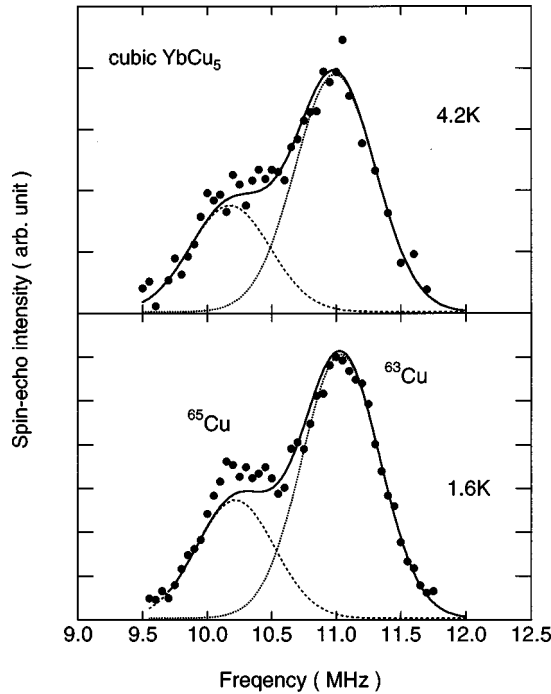 cubic YbCu5
4.2K
Spin-echo intensity ( arb. unit )
63Cu
65Cu
1.6K
9.0 9.5 10.0 10.5 11.0 11.5 12.0 12.5
Freqency ( MHz )